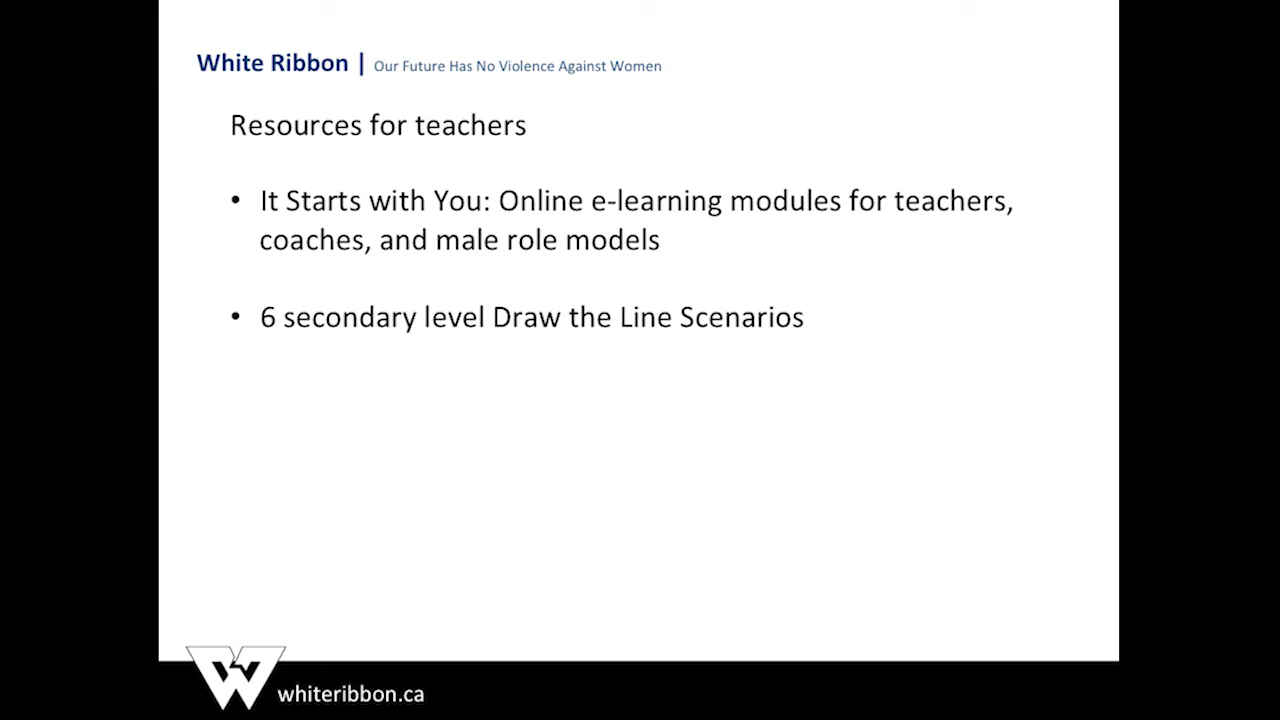 White Ribbon | Our Future Has No Violence Against Women
Resources for teachers
• It Starts with You: Online e-learning modules for teachers,
coaches, and male role models
• 6 secondary level Draw the Line Scenarios
whiteribbon.ca